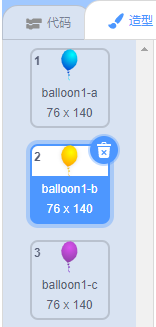 代码 造型
1
balloon1-a
76 x 140
2
balloon1-b
76 x 140
3
balloon1-c
76 x 140